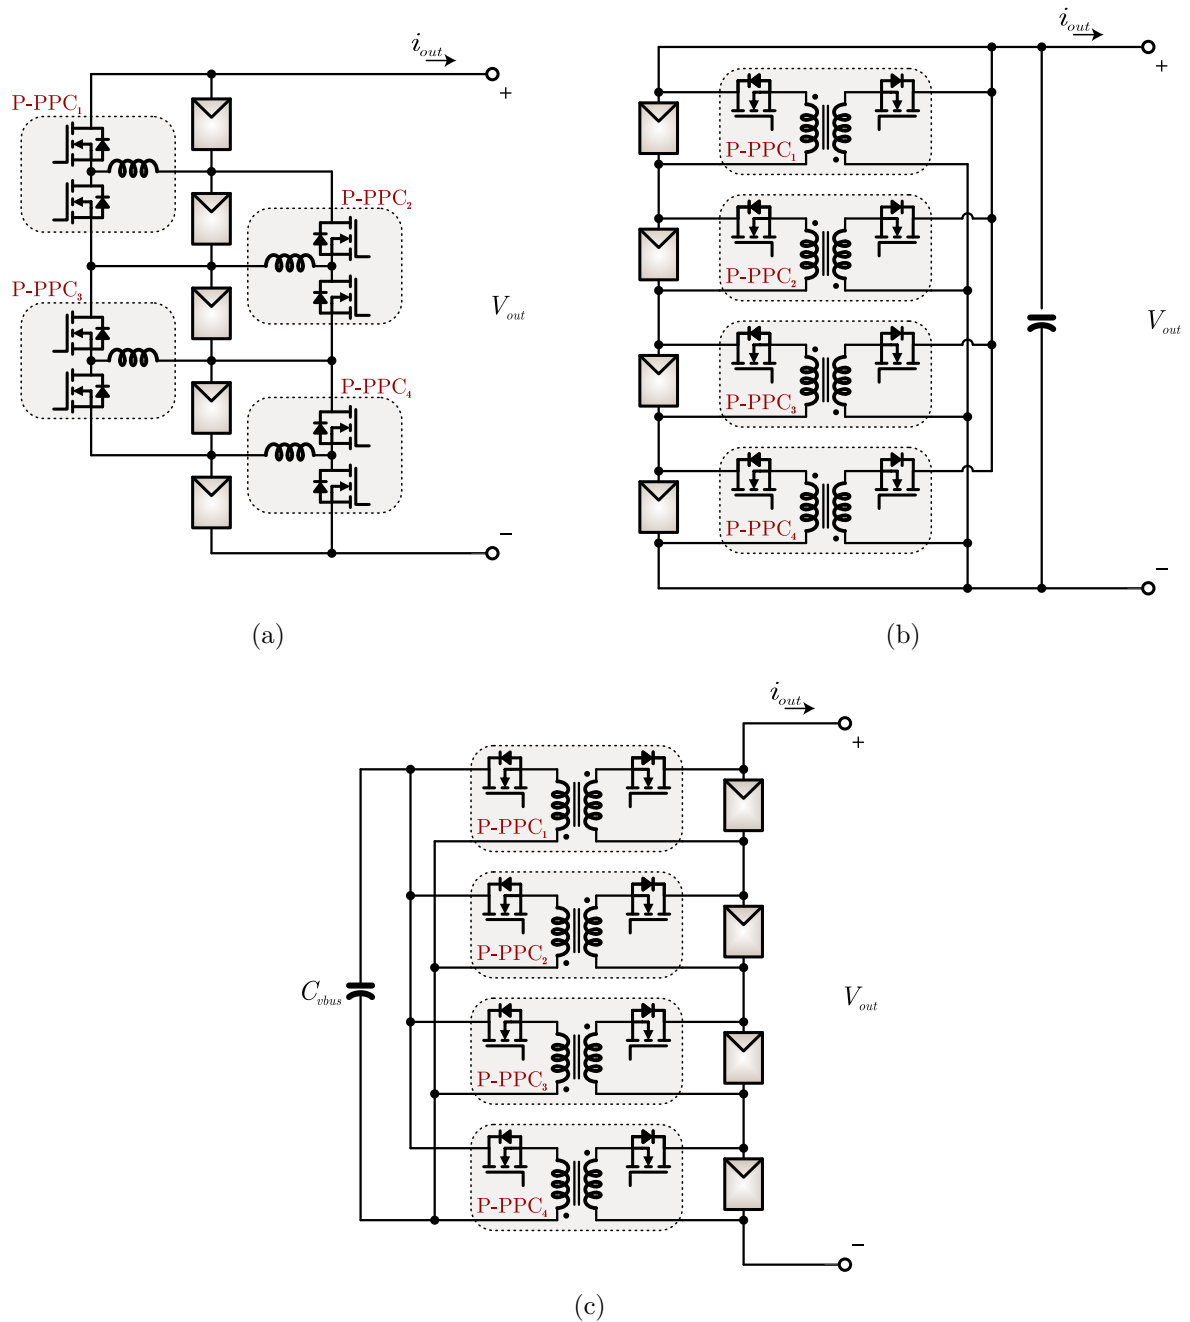 i_out
P-PPC₁
+
P-PPC₂
P-PPC₃
V_out
P-PPC₄
−
(a)
i_out
+
P-PPC₁
P-PPC₂
V_out
P-PPC₃
P-PPC₄
−
(b)
i_out
+
P-PPC₁
P-PPC₂
C_vbus
V_out
P-PPC₃
P-PPC₄
−
(c)